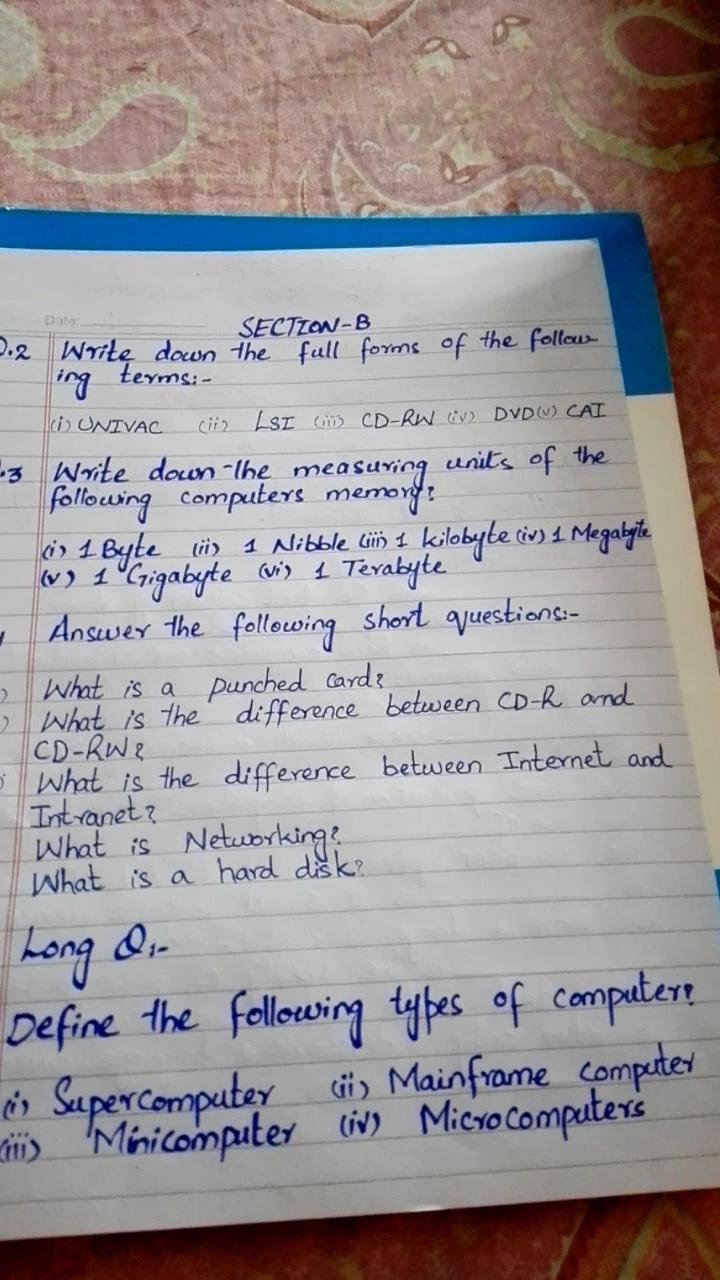 Date:
SECTION-B
Q.2 Write down the full forms of the follow
ing terms:-
(i) UNIVAC (ii) LSI (iii) CD-RW (iv) DVD (v) CAI
.3 Write down the measuring units of the
following computers memory?
(i) 1 Byte (ii) 1 Nibble (iii) 1 kilobyte (iv) 1 Megabyte
(v) 1 Gigabyte (vi) 1 Terabyte
Answer the following short questions:-
What is a punched card?
What is the difference between CD-R and
CD-RW?
What is the difference between Internet and
Intranet?
What is Networking?
What is a hard disk?
Long Q:-
Define the following types of computer?
(i) Supercomputer (ii) Mainframe computer
(iii) Minicomputer (iv) Microcomputers